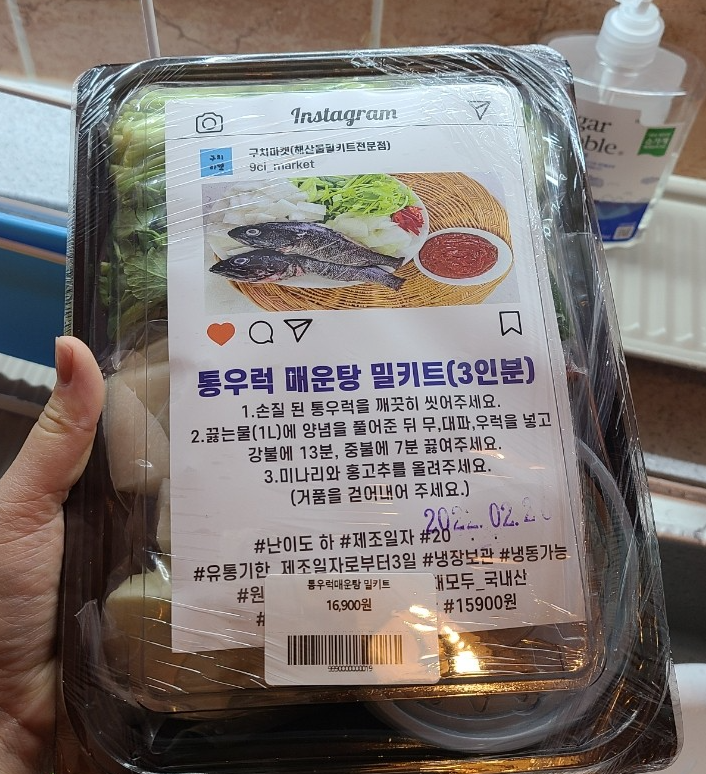 Instagram
구치마켓(해산물밀키트전문점)
9ci_market
통우럭 매운탕 밀키트(3인분)
1.손질 된 통우럭을 깨끗히 씻어주세요.
2.끓는물(1L)에 양념을 풀어준 뒤 무,대파,우럭을 넣고
강불에 13분, 중불에 7분 끓여주세요.
3.미나리와 홍고추를 올려주세요.
(거품을 걷어내어 주세요.)
2022.02.2
#난이도 하 #제조일자 #20 . .
#유통기한_제조일자로부터3일 #냉장보관 #냉동가능
#원 재모두_국내산
# #15900원
통우럭매운탕 밀키트
16,900원